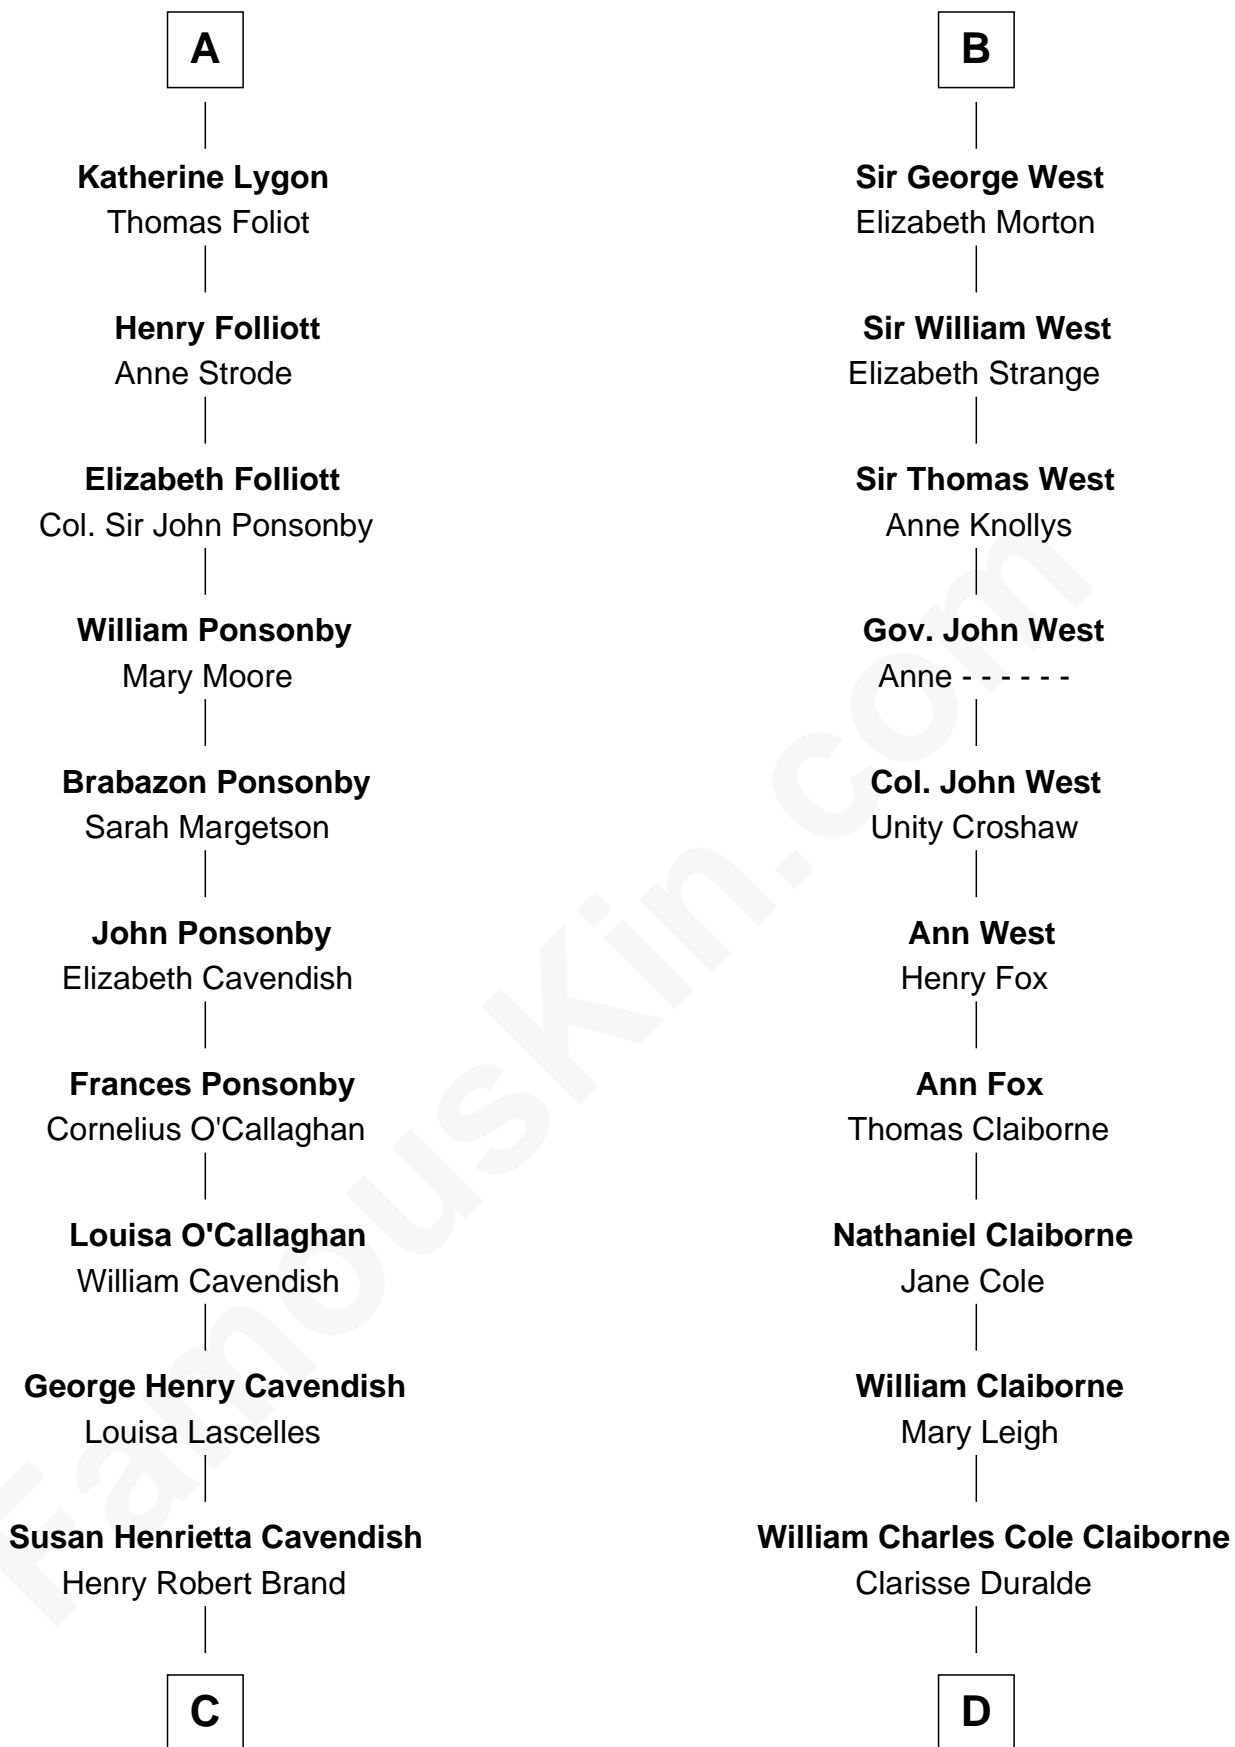 A
Katherine Lygon
Thomas Foliot
Henry Folliott
Anne Strode
Elizabeth Folliott
Col. Sir John Ponsonby
William Ponsonby
Mary Moore
Brabazon Ponsonby
Sarah Margetson
John Ponsonby
Elizabeth Cavendish
Frances Ponsonby
Cornelius O'Callaghan
Louisa O'Callaghan
William Cavendish
George Henry Cavendish
Louisa Lascelles
Susan Henrietta Cavendish
Henry Robert Brand
C
B
Sir George West
Elizabeth Morton
Sir William West
Elizabeth Strange
Sir Thomas West
Anne Knollys
Gov. John West
Anne - - - - - -
Col. John West
Unity Croshaw
Ann West
Henry Fox
Ann Fox
Thomas Claiborne
Nathaniel Claiborne
Jane Cole
William Claiborne
Mary Leigh
William Charles Cole Claiborne
Clarisse Duralde
D
FamousKin.com